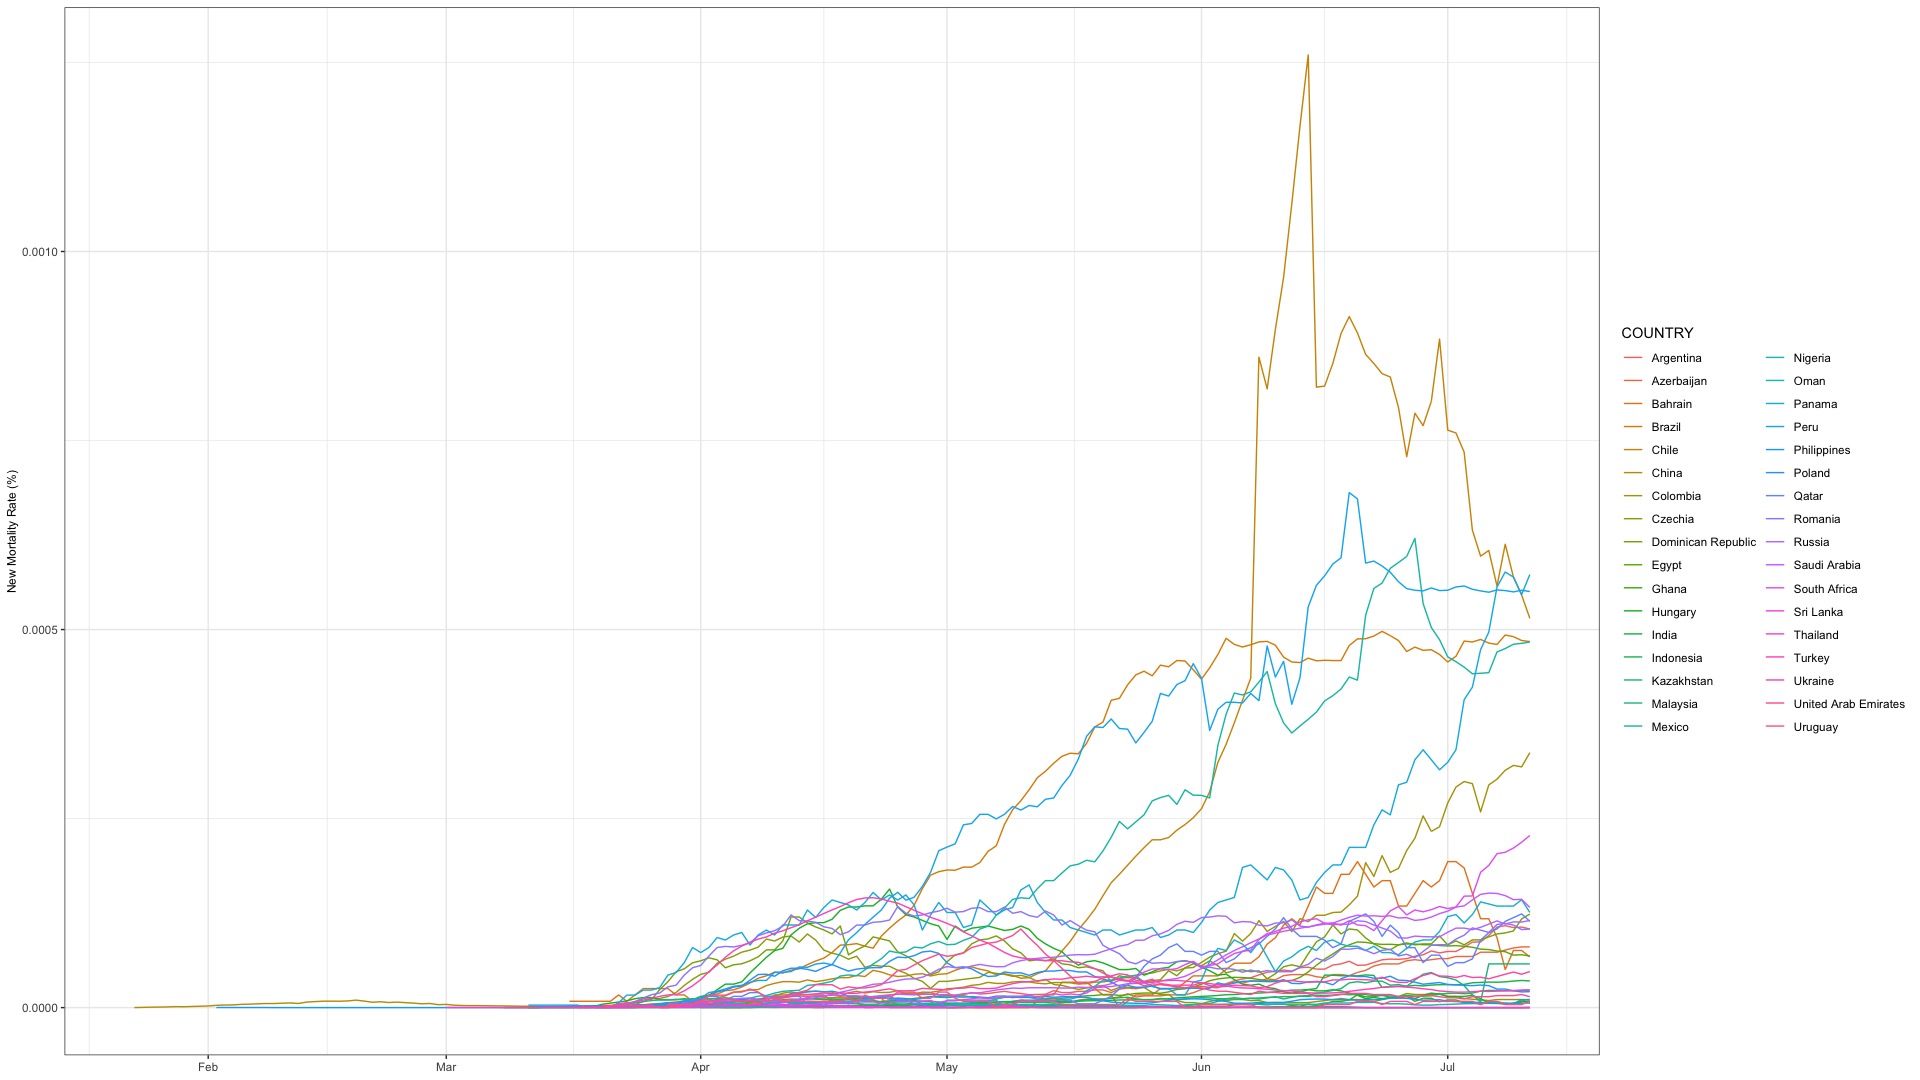 New Mortality Rate (%)
0.0010
0.0005
0.0000
Feb
Mar
Apr
May
Jun
Jul
COUNTRY
Argentina
Azerbaijan
Bahrain
Brazil
Chile
China
Colombia
Czechia
Dominican Republic
Egypt
Ghana
Hungary
India
Indonesia
Kazakhstan
Malaysia
Mexico
Nigeria
Oman
Panama
Peru
Philippines
Poland
Qatar
Romania
Russia
Saudi Arabia
South Africa
Sri Lanka
Thailand
Turkey
Ukraine
United Arab Emirates
Uruguay